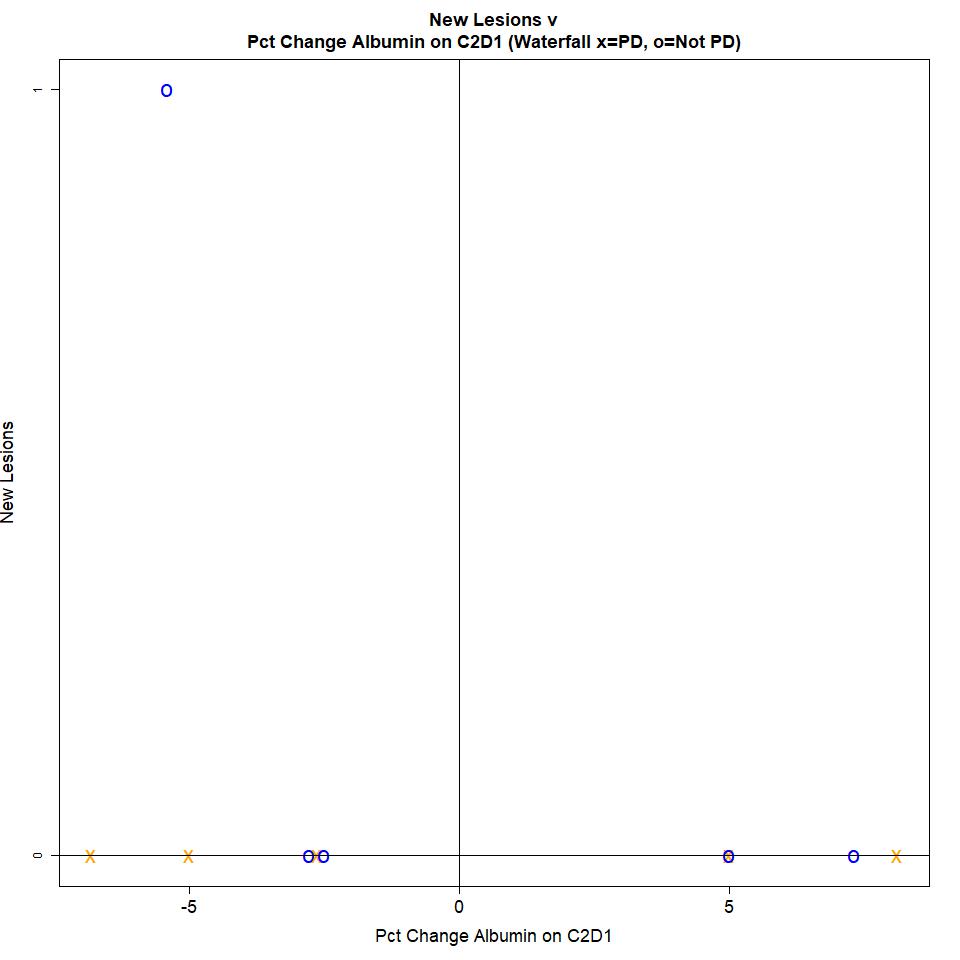 New Lesions v
Pct Change Albumin on C2D1 (Waterfall x=PD, o=Not PD)
New Lesions
1
o
0
x x o x o x o o x
-5 0 5
Pct Change Albumin on C2D1